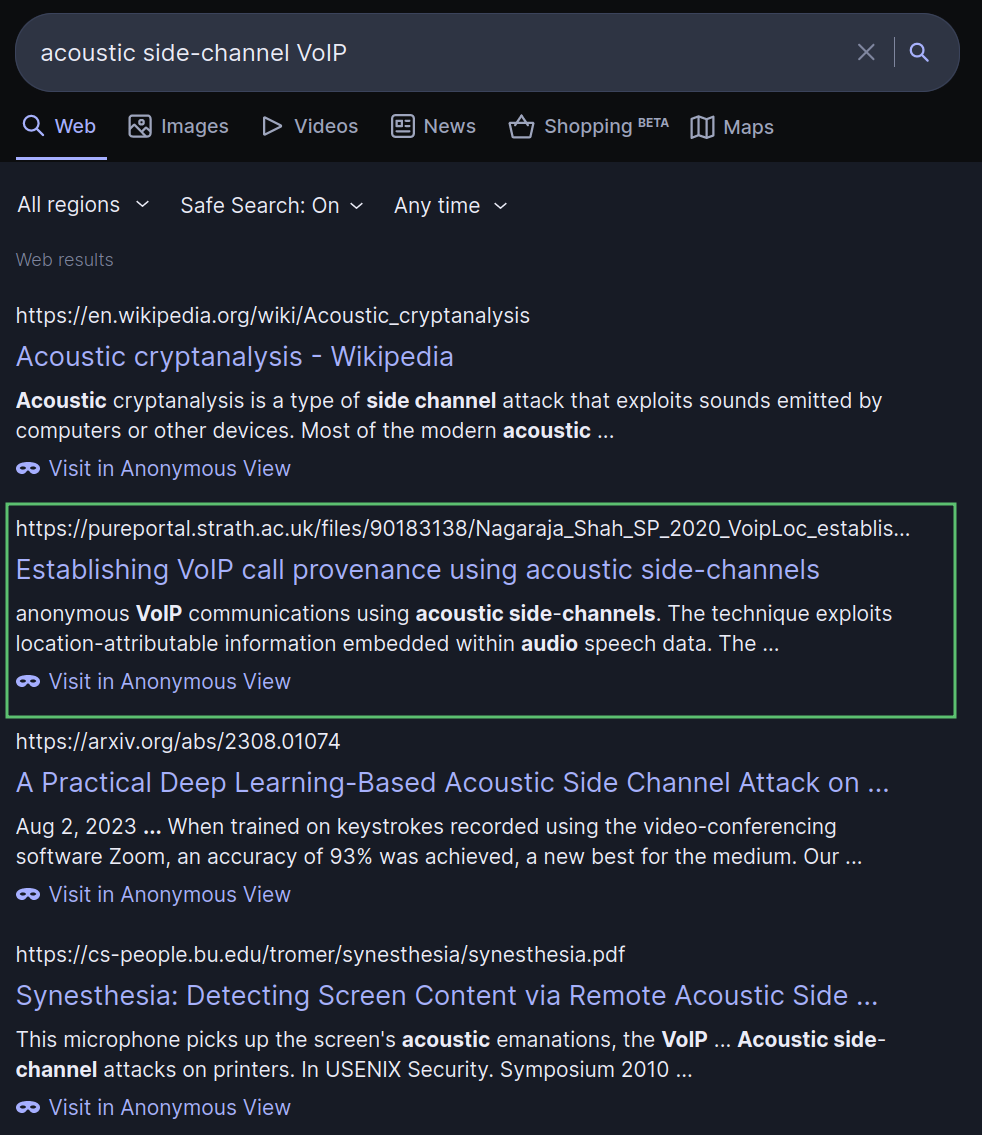 acoustic side-channel VoIP
Web Images Videos News Shopping BETA Maps
All regions Safe Search: On Any time
Web results
https://en.wikipedia.org/wiki/Acoustic_cryptanalysis
Acoustic cryptanalysis - Wikipedia
Acoustic cryptanalysis is a type of side channel attack that exploits sounds emitted by
computers or other devices. Most of the modern acoustic ...
Visit in Anonymous View
https://pureportal.strath.ac.uk/files/90183138/Nagaraja_Shah_SP_2020_VoipLoc_establis...
Establishing VoIP call provenance using acoustic side-channels
anonymous VoIP communications using acoustic side-channels. The technique exploits
location-attributable information embedded within audio speech data. The ...
Visit in Anonymous View
https://arxiv.org/abs/2308.01074
A Practical Deep Learning-Based Acoustic Side Channel Attack on ...
Aug 2, 2023 ... When trained on keystrokes recorded using the video-conferencing
software Zoom, an accuracy of 93% was achieved, a new best for the medium. Our ...
Visit in Anonymous View
https://cs-people.bu.edu/tromer/synesthesia/synesthesia.pdf
Synesthesia: Detecting Screen Content via Remote Acoustic Side ...
This microphone picks up the screen's acoustic emanations, the VoIP ... Acoustic side-
channel attacks on printers. In USENIX Security. Symposium 2010 ...
Visit in Anonymous View